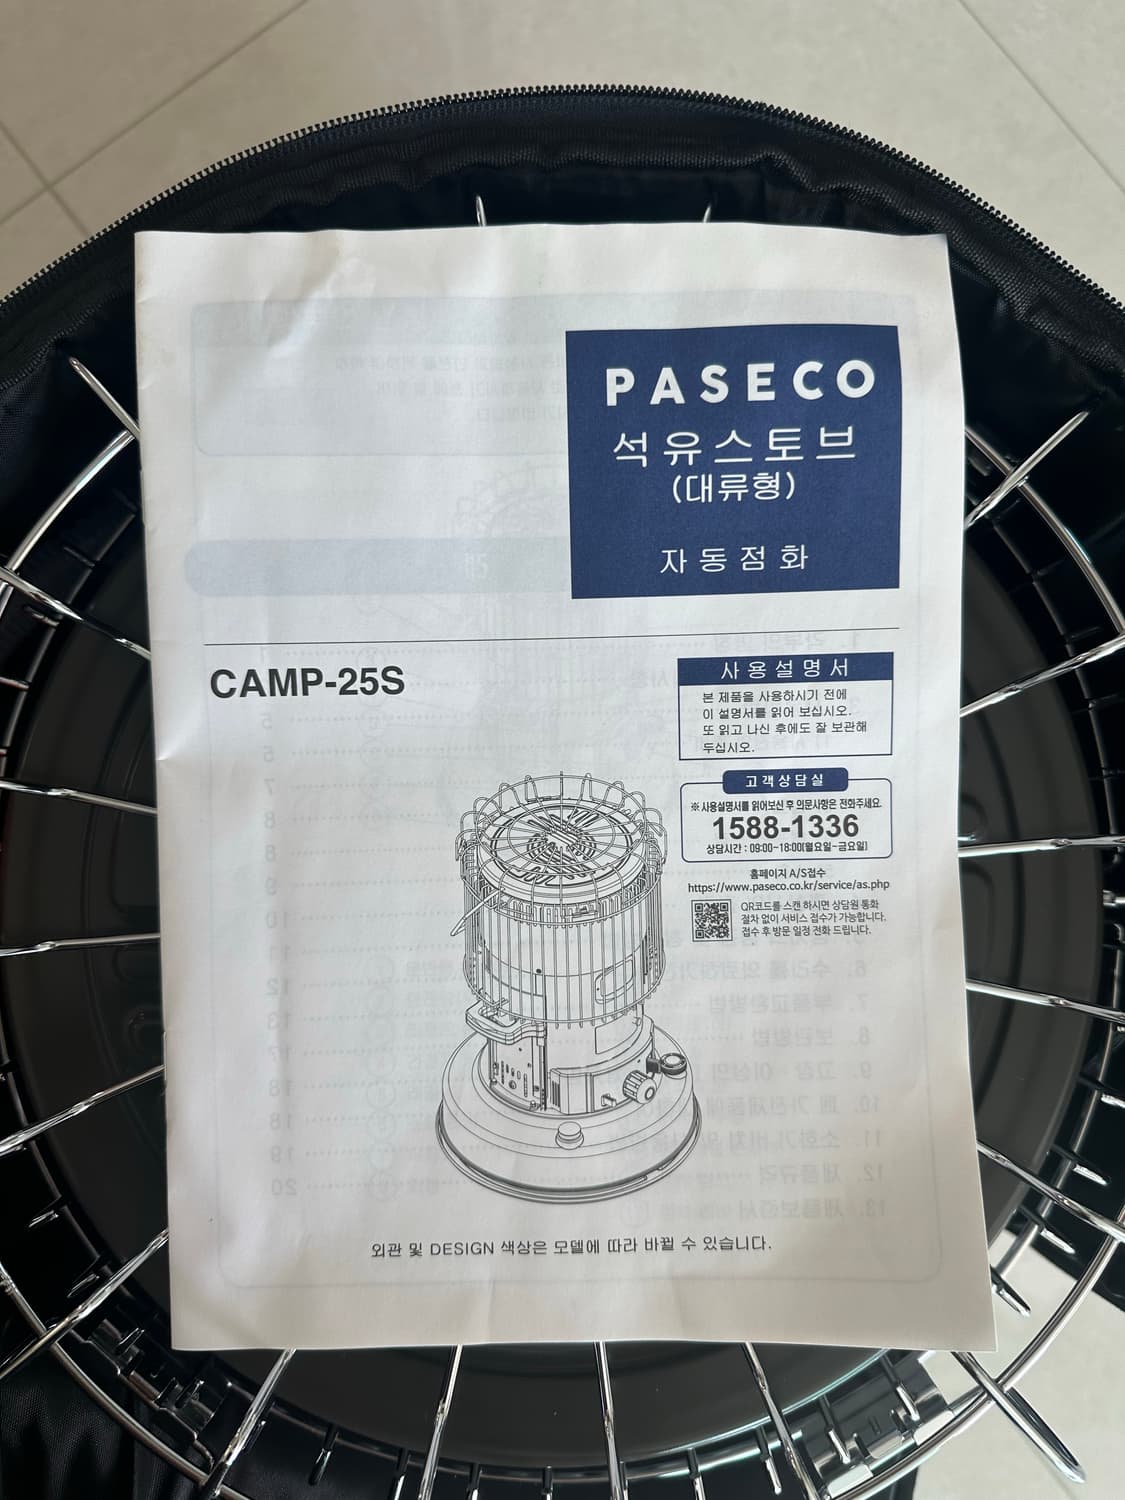 PASECO
석유스토브
(대류형)
자동점화
CAMP-25S
사용설명서
본 제품을 사용하시기 전에
이 설명서를 읽어 보십시오.
또 읽고 나신 후에도 잘 보관해
두십시오.
고객상담실
※ 사용설명서를 읽어보신 후 의문사항은 전화주세요.
1588-1336
상담시간 : 09:00~18:00(월요일~금요일)
홈페이지 A/S접수
https://www.paseco.co.kr/service/as.php
QR코드를 스캔 하시면 상담원 통화
절차 없이 서비스 접수가 가능합니다.
접수 후 방문 일정 전화 드립니다.
외관 및 DESIGN 색상은 모델에 따라 바뀔 수 있습니다.